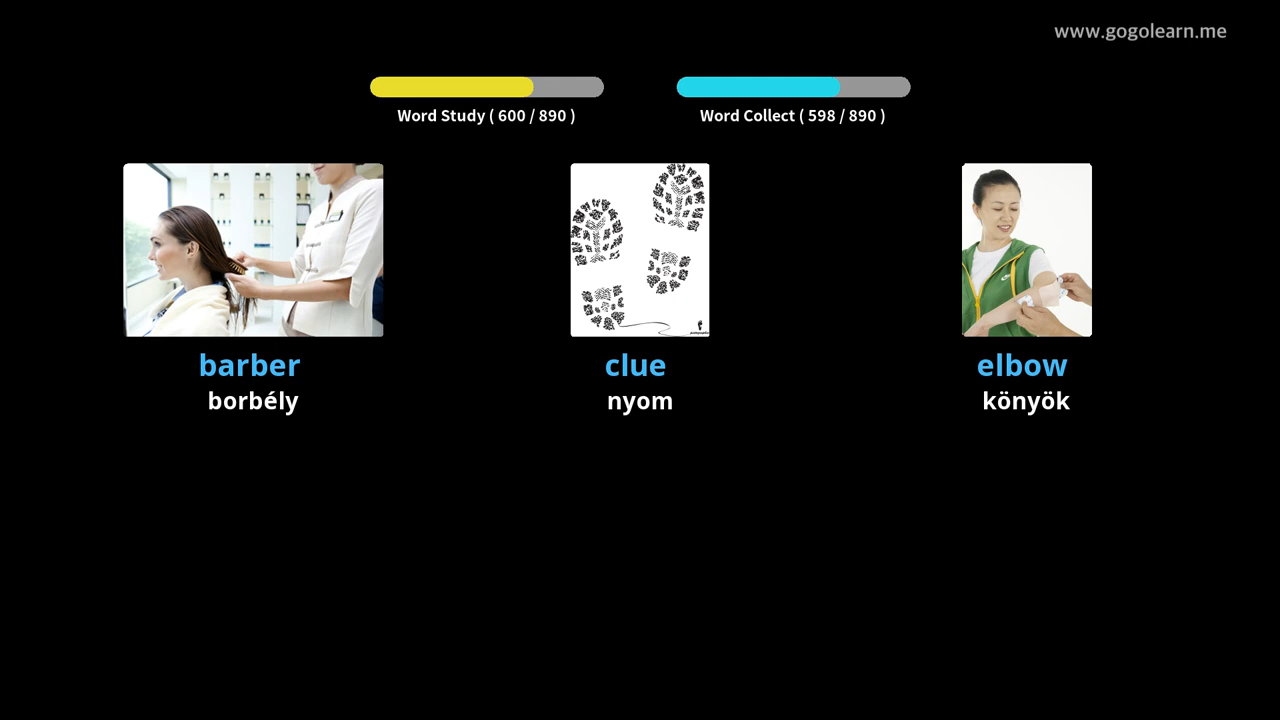 www.gogolearn.me
Word Study ( 600 / 890 )
Word Collect ( 598 / 890 )
barber
borbély
clue
nyom
elbow
könyök